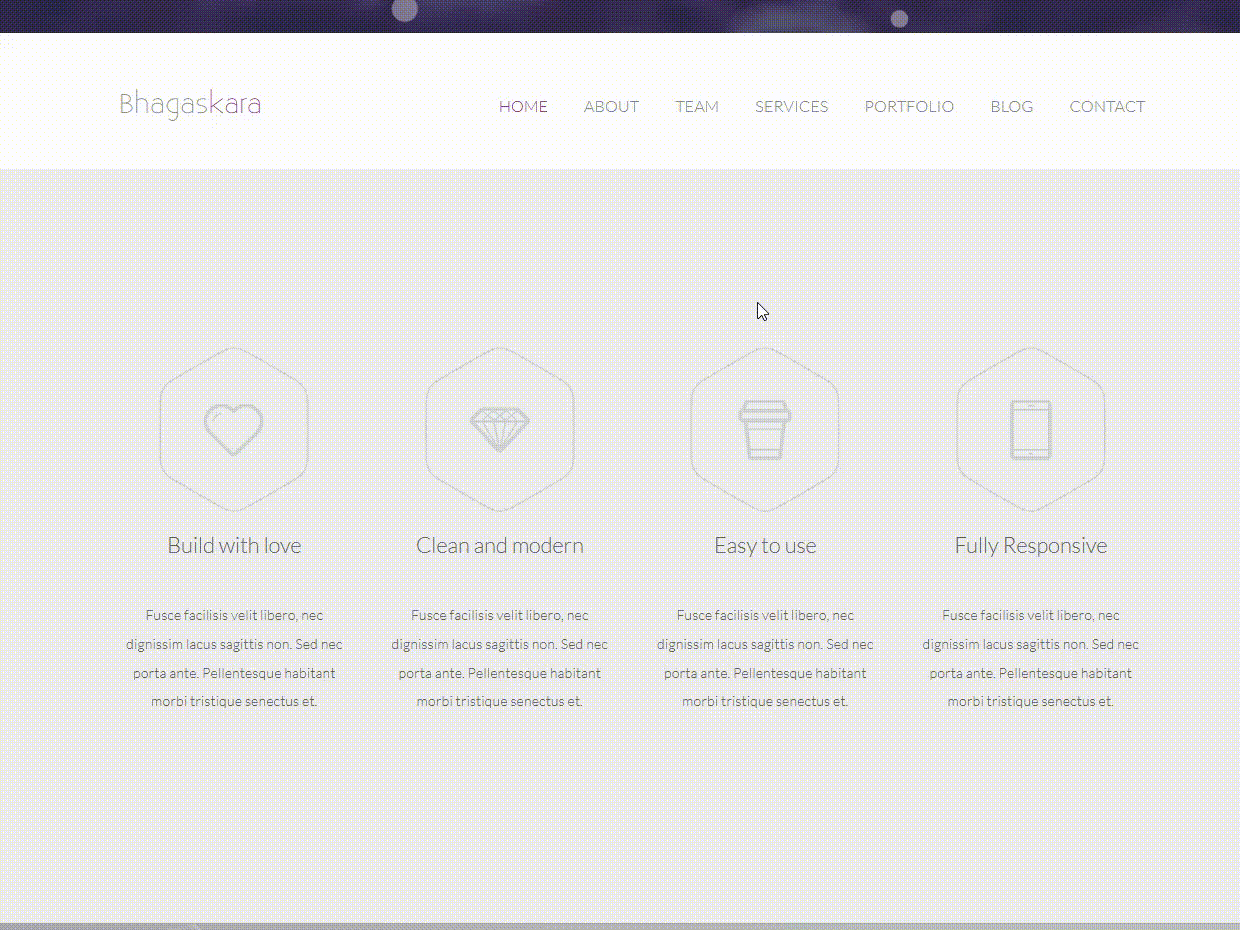 Bhagaskara
HOME ABOUT TEAM SERVICES PORTFOLIO BLOG CONTACT
Build with love
Fusce facilisis velit libero, nec
dignissim lacus sagittis non. Sed nec
porta ante. Pellentesque habitant
morbi tristique senectus et.
Clean and modern
Fusce facilisis velit libero, nec
dignissim lacus sagittis non. Sed nec
porta ante. Pellentesque habitant
morbi tristique senectus et.
Easy to use
Fusce facilisis velit libero, nec
dignissim lacus sagittis non. Sed nec
porta ante. Pellentesque habitant
morbi tristique senectus et.
Fully Responsive
Fusce facilisis velit libero, nec
dignissim lacus sagittis non. Sed nec
porta ante. Pellentesque habitant
morbi tristique senectus et.